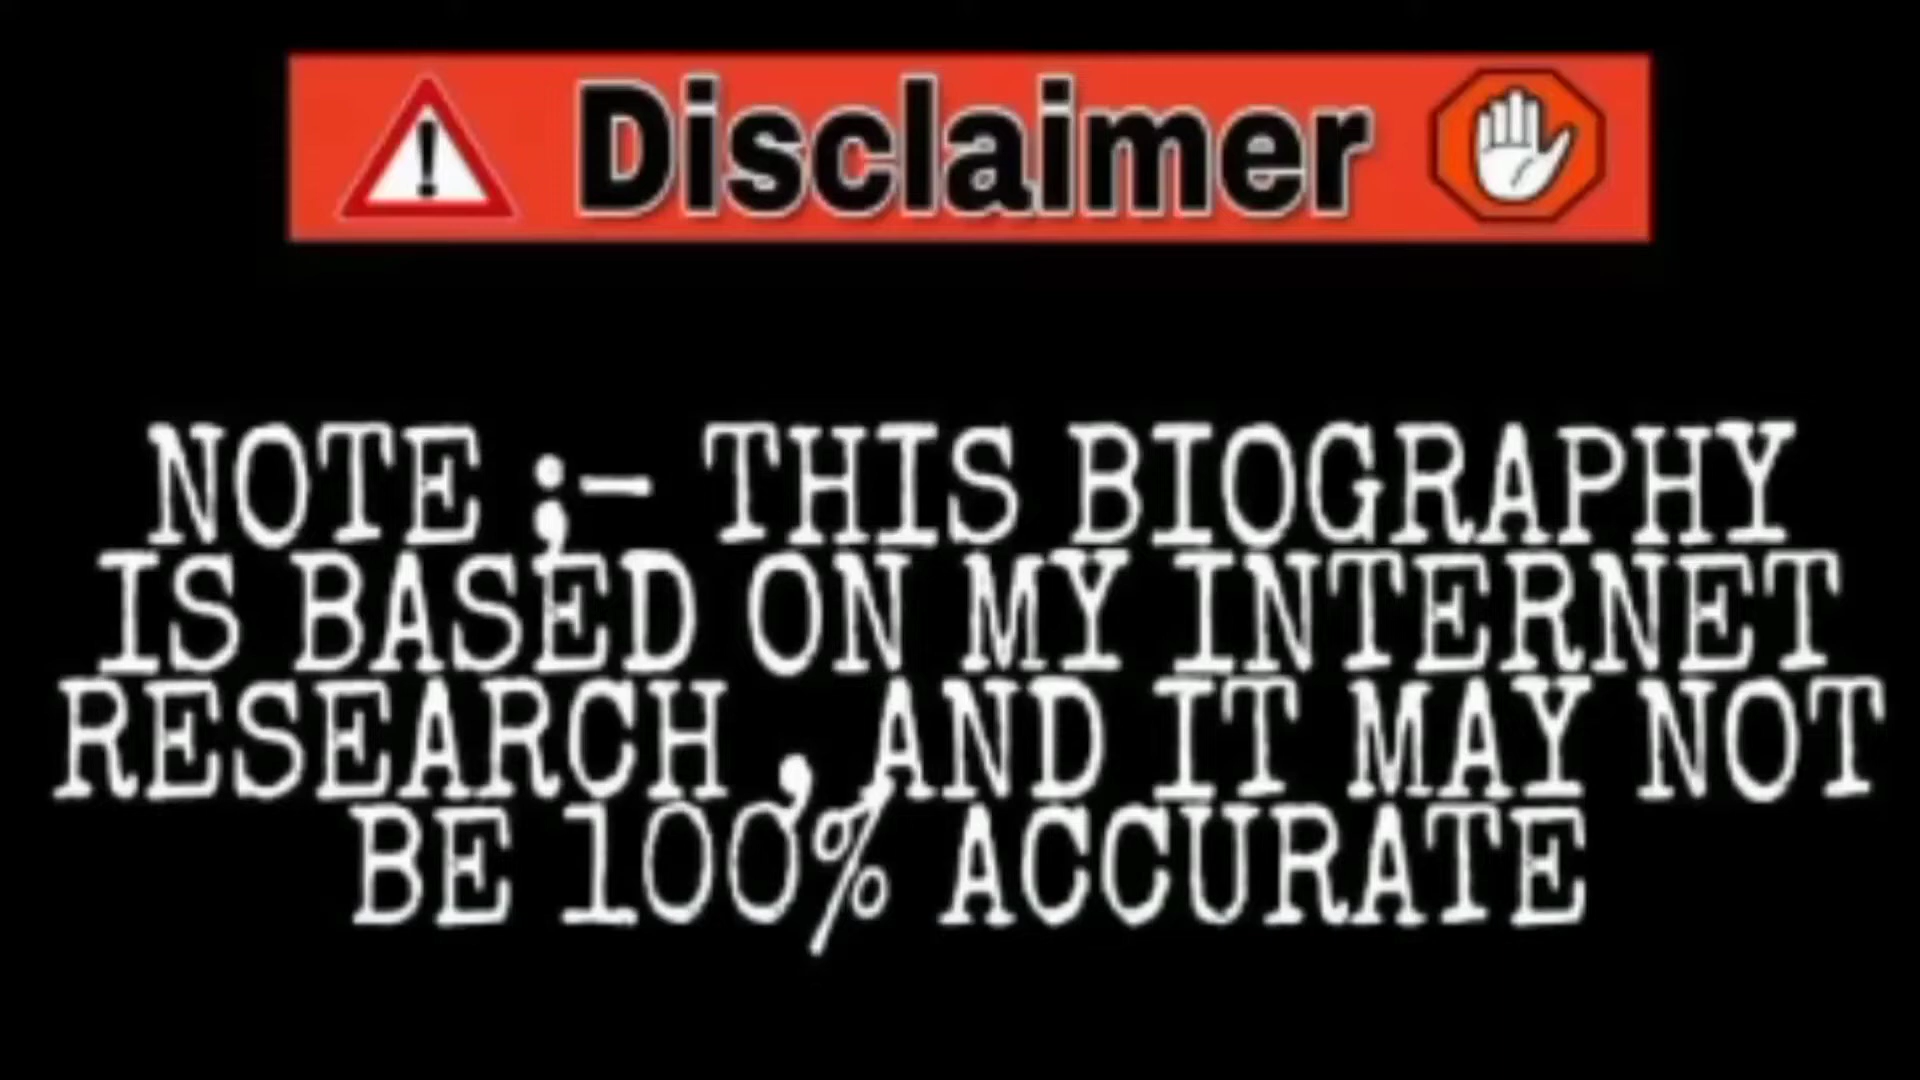 Disclaimer
NOTE ;- THIS BIOGRAPHY
IS BASED ON MY INTERNET
RESEARCH , AND IT MAY NOT
BE 100% ACCURATE